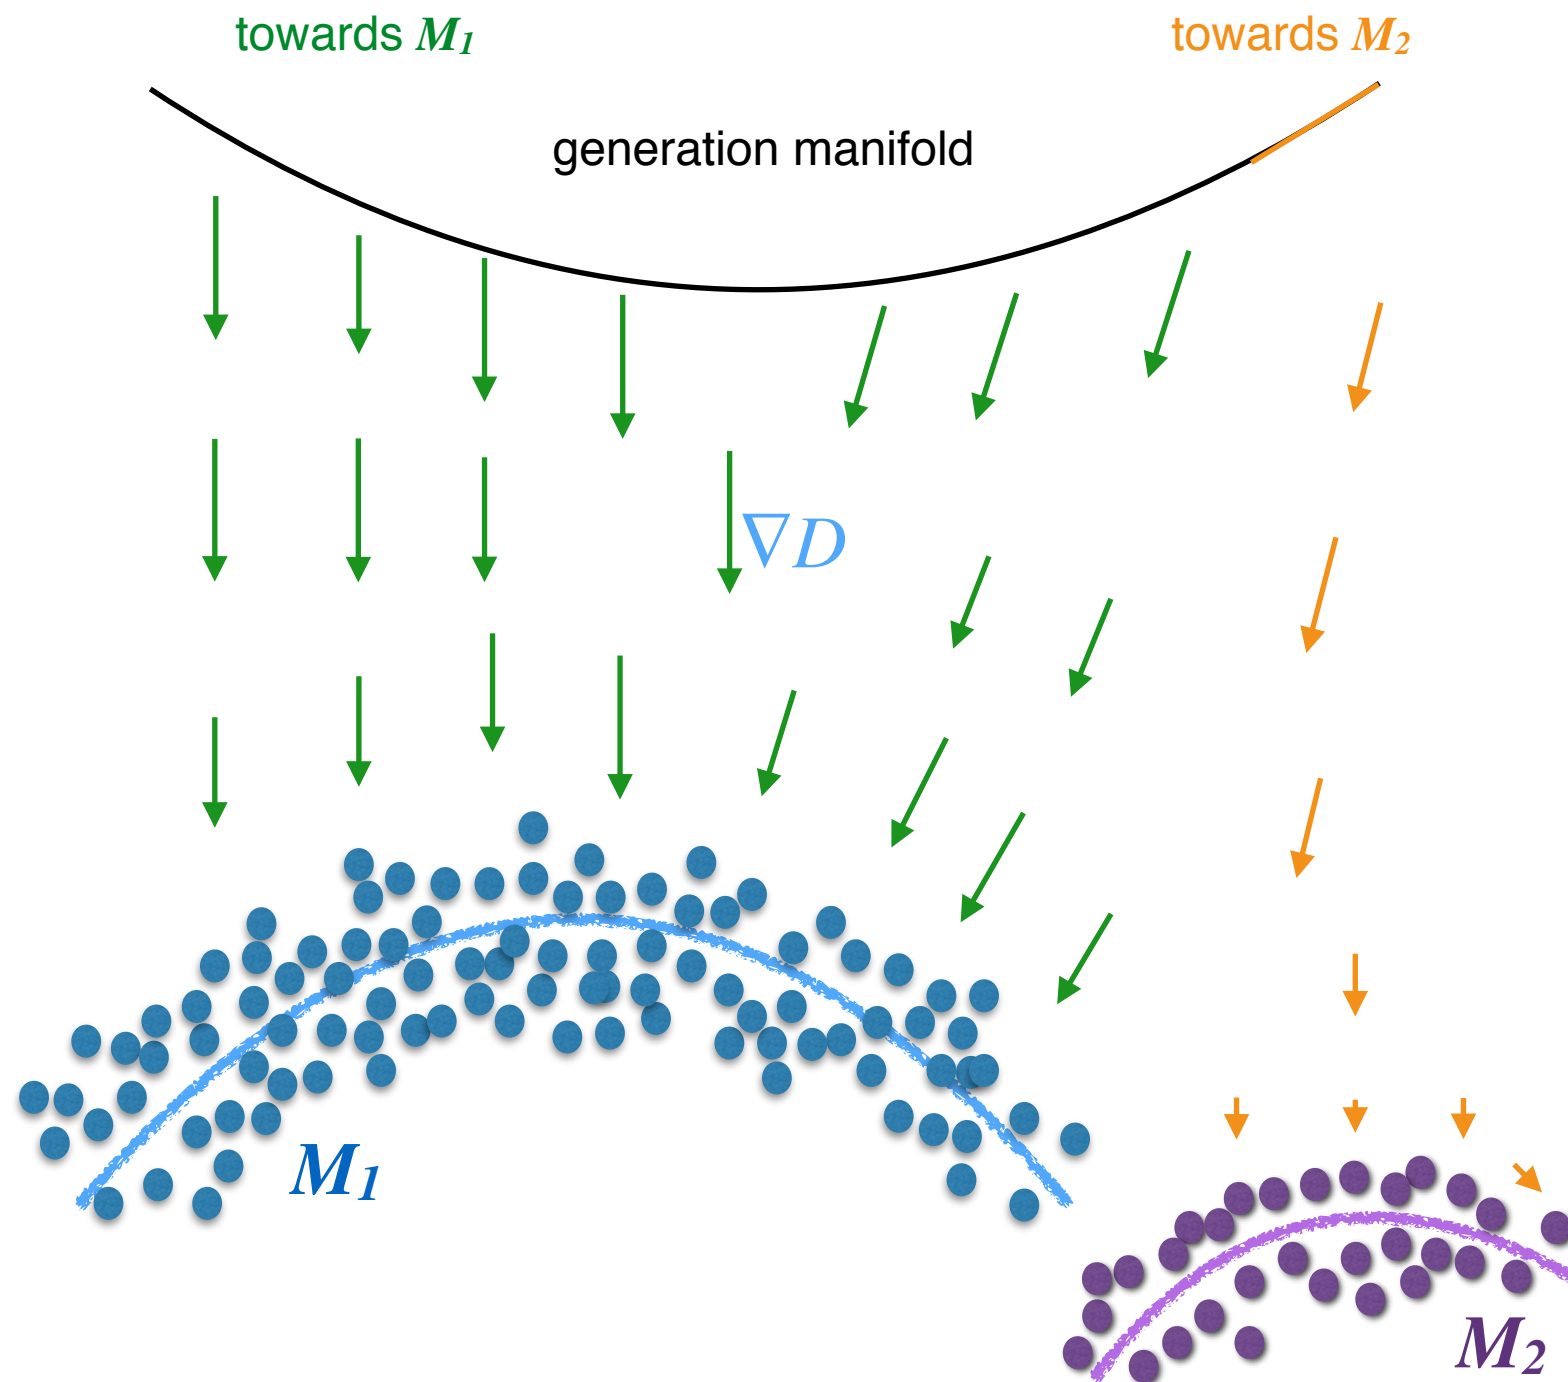 towards M₁
towards M₂
generation manifold
∇D
M₁
M₂